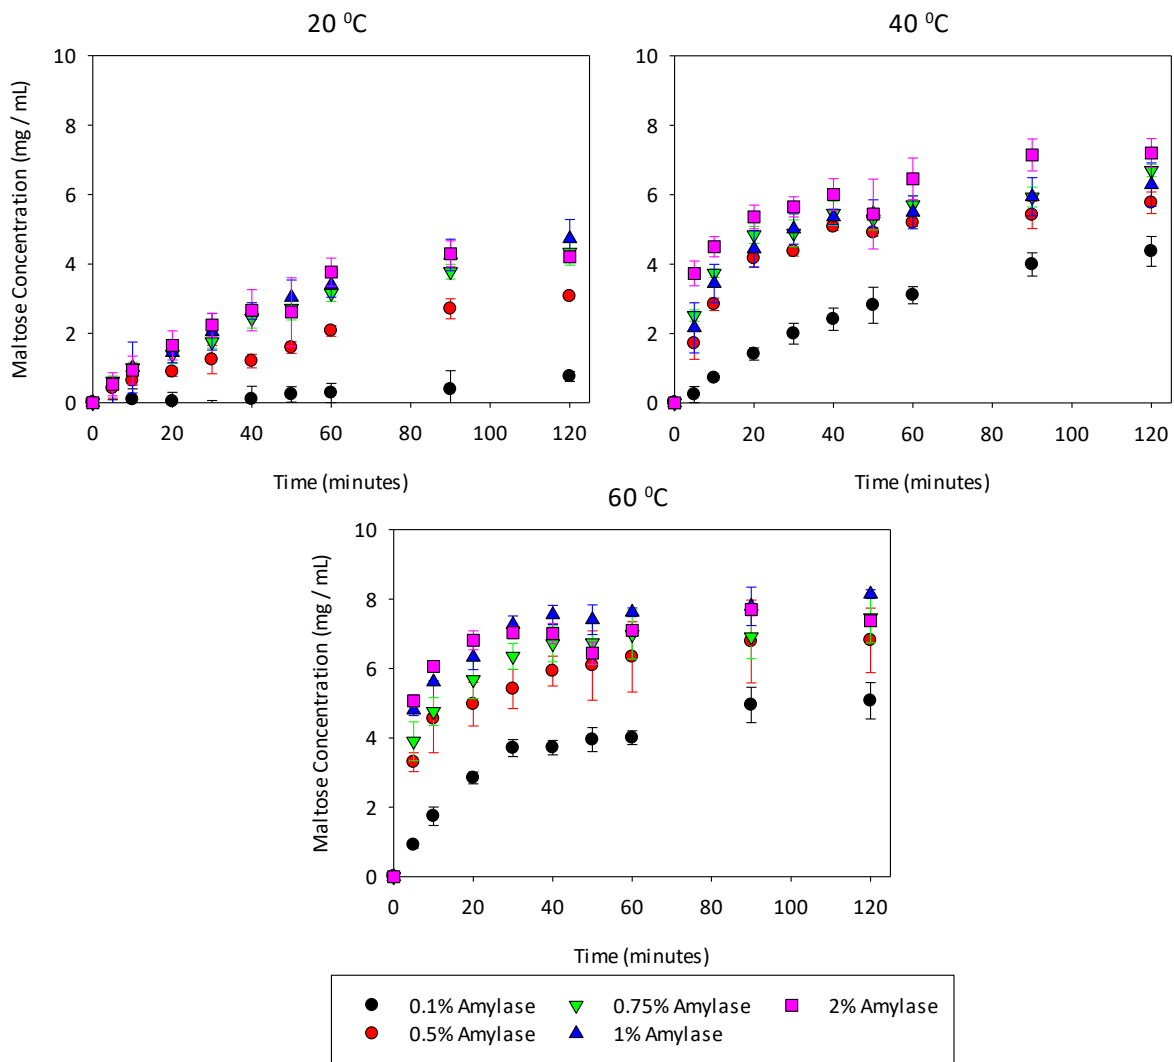 20 ⁰C
40 ⁰C
Maltose Concentration (mg / mL)
10
8
6
4
2
0
0 20 40 60 80 100 120
Time (minutes)
10
8
6
4
2
0
0 20 40 60 80 100 120
Time (minutes)
60 ⁰C
Maltose Concentration (mg / mL)
10
8
6
4
2
0
0 20 40 60 80 100 120
Time (minutes)
0.1% Amylase 0.75% Amylase 2% Amylase
0.5% Amylase 1% Amylase